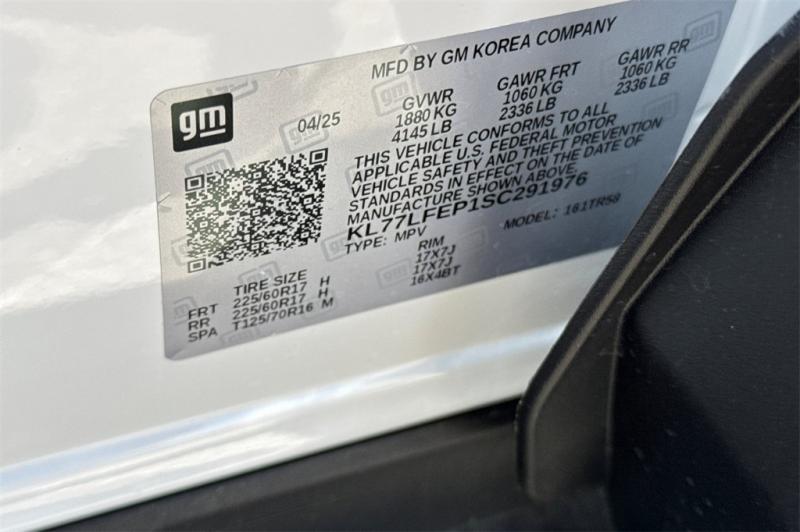 gm
MFD BY GM KOREA COMPANY
04/25
GVWR GAWR FRT GAWR RR
1880 KG 1060 KG 1060 KG
4145 LB 2336 LB 2336 LB
THIS VEHICLE CONFORMS TO ALL
APPLICABLE U.S. FEDERAL MOTOR
VEHICLE SAFETY AND THEFT PREVENTION
STANDARDS IN EFFECT ON THE DATE OF
MANUFACTURE SHOWN ABOVE.
KL77LFEP1SC291976
TYPE: MPV MODEL: 161TR58
TIRE SIZE RIM
FRT 225/60R17 H 17X7J
RR 225/60R17 H 17X7J
SPA T125/70R16 M 16X4BT